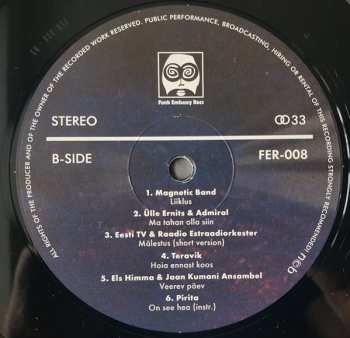 ALL RIGHTS OF THE PRODUCER AND OF THE OWNER OF THE RECORDED WORK RESERVED. PUBLIC PERFORMANCE, BROADCASTING, HIRING OR RENTAL OF THIS RECORDING STRONGLY RECOMMENDED! ncb
Funk Embassy Recs
STEREO
33
B-SIDE
FER-008
1. Magnetic Band
Liiklus
2. Ülle Ernits & Admiral
Ma tahan olla siin
3. Eesti TV & Raadio Estraadiorkester
Mälestus (short version)
4. Teravik
Hoia ennast koos
5. Els Himma & Jaan Kumani Ansambel
Veerev päev
6. Pirita
On see hea (instr.)